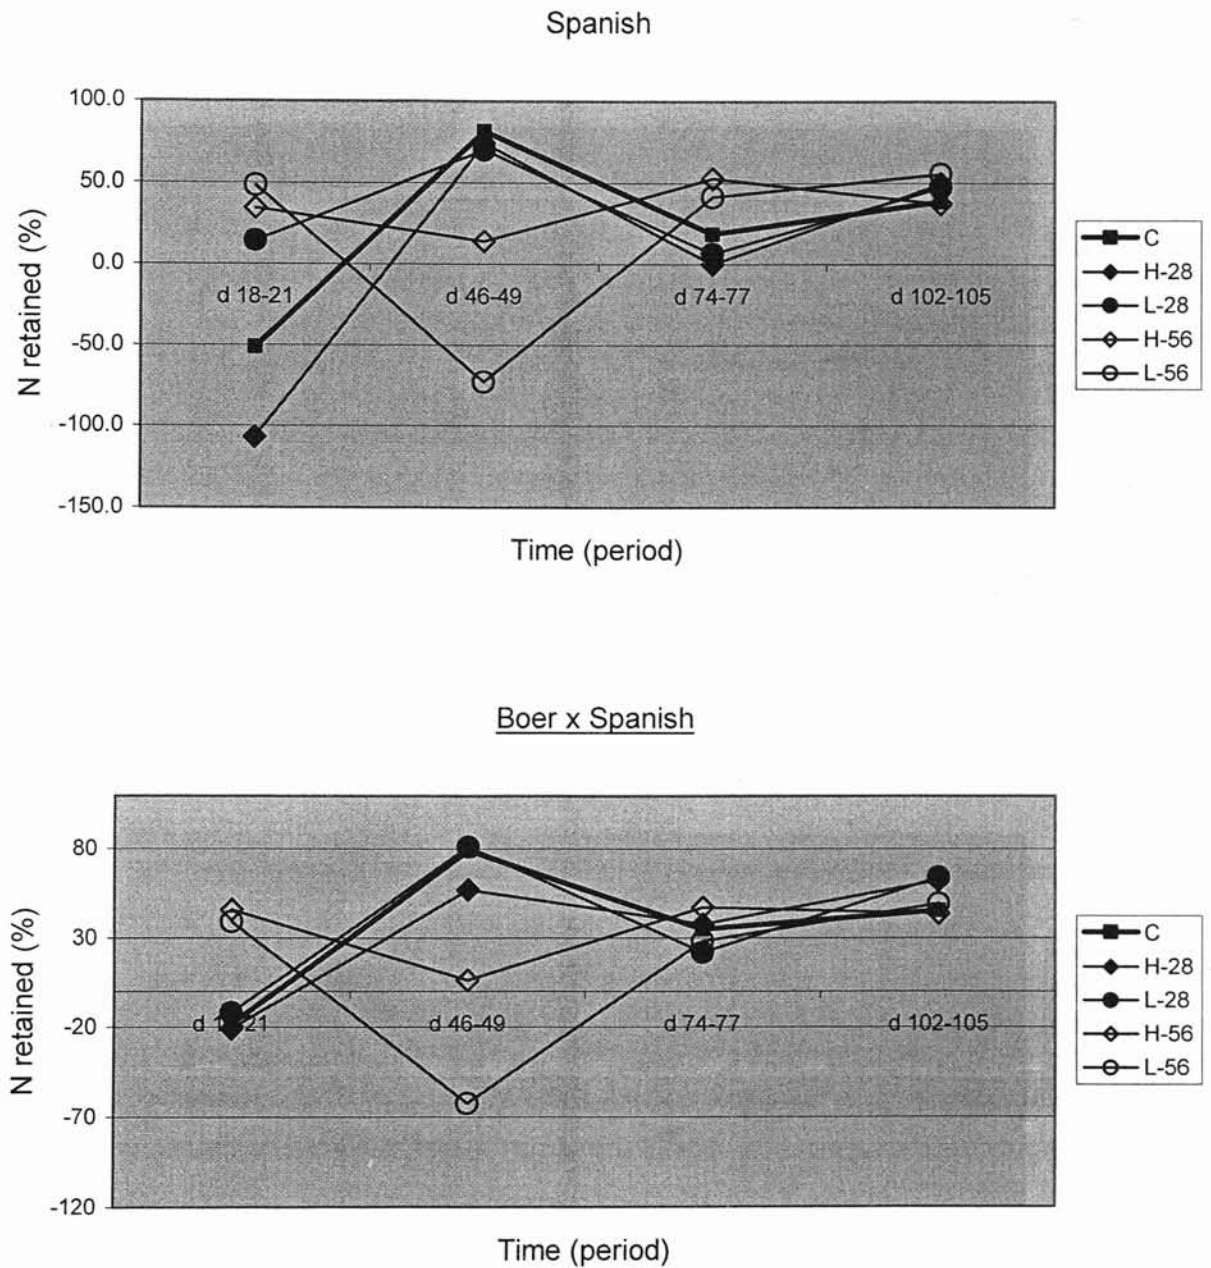 Spanish
100.0
50.0
0.0
-50.0
-100.0
-150.0
N retained (%)
d 18-21
d 46-49
d 74-77
d 102-105
Time (period)
C
H-28
L-28
H-56
L-56
Boer x Spanish
80
30
-20
-70
-120
N retained (%)
d 21
d 46-49
d 74-77
d 102-105
Time (period)
C
H-28
L-28
H-56
L-56